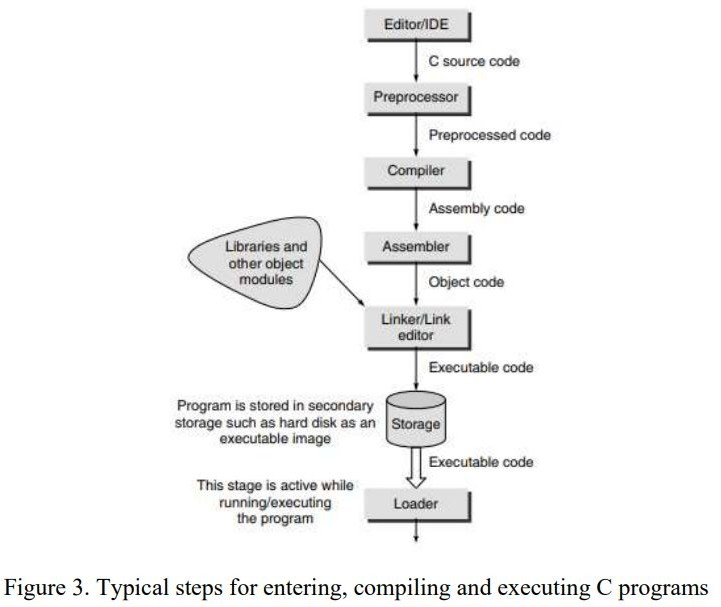 Editor/IDE
C source code
Preprocessor
Preprocessed code
Compiler
Assembly code
Libraries and
other object
modules
Assembler
Object code
Linker/Link
editor
Executable code
Program is stored in secondary
storage such as hard disk as an
executable image
Storage
Executable code
This stage is active while
running/executing
the program
Loader
Figure 3. Typical steps for entering, compiling and executing C programs